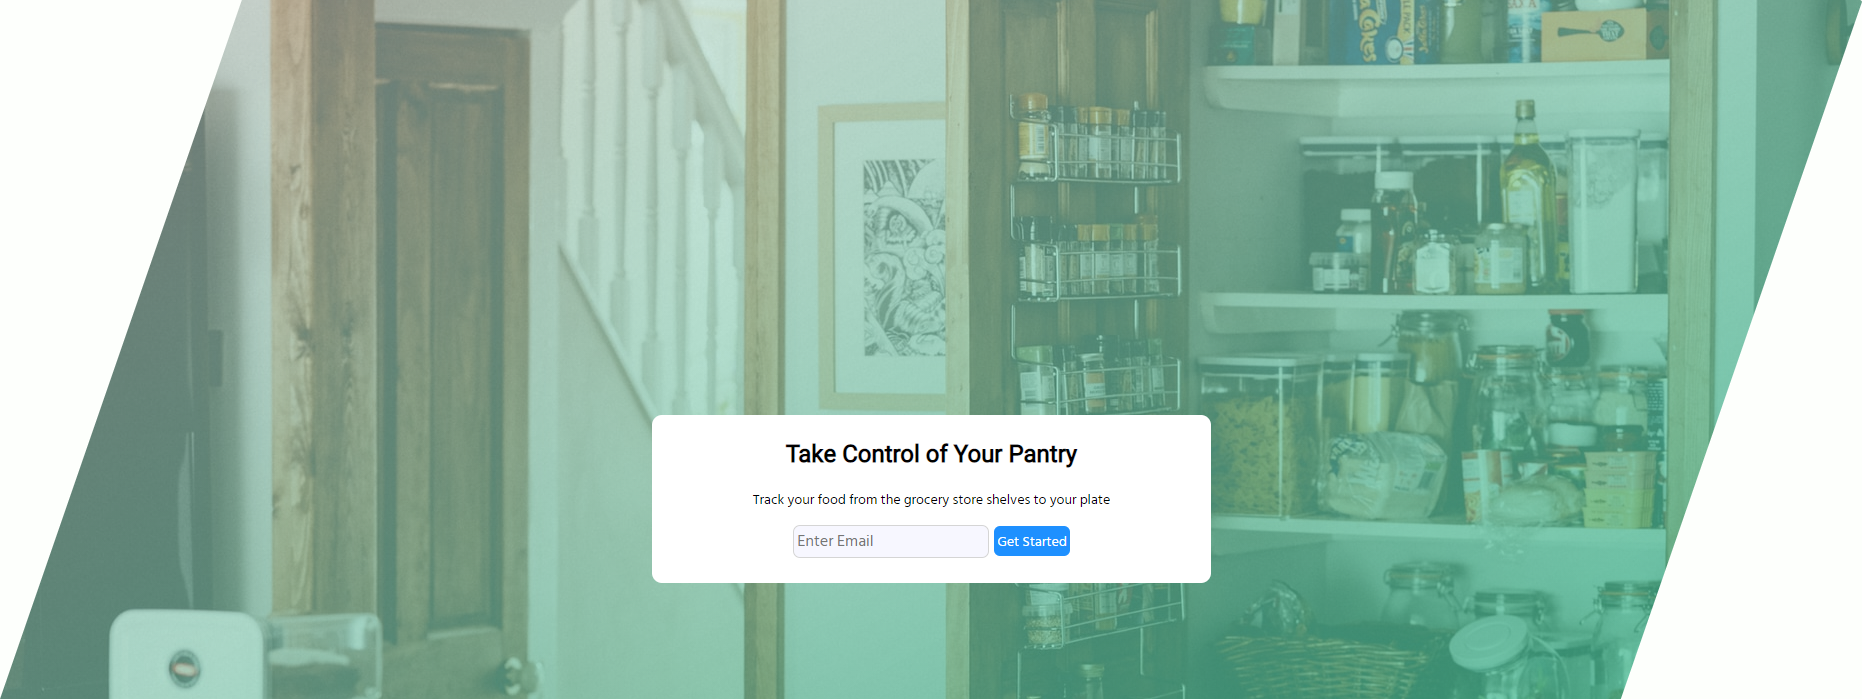 Take Control of Your Pantry
Track your food from the grocery store shelves to your plate
Enter Email
Get Started